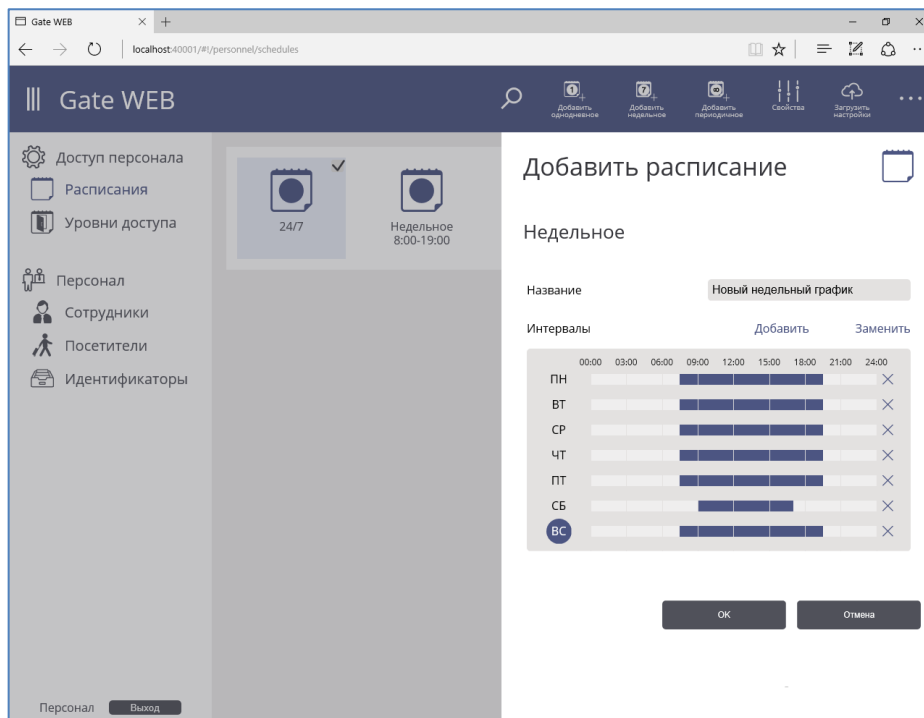 Gate WEB
localhost:40001/#!/personnel/schedules
Gate WEB
Добавить
однодневное
Добавить
недельное
Добавить
периодичное
Свойства
Загрузить
настройки
Доступ персонала
Расписания
Уровни доступа
Персонал
Сотрудники
Посетители
Идентификаторы
24/7
Недельное
8:00-19:00
Добавить расписание
Недельное
Название
Новый недельный график
Интервалы
Добавить
Заменить
00:00 03:00 06:00 09:00 12:00 15:00 18:00 21:00 24:00
ПН
ВТ
СР
ЧТ
ПТ
СБ
ВС
OK
Отмена
Персонал
Выход